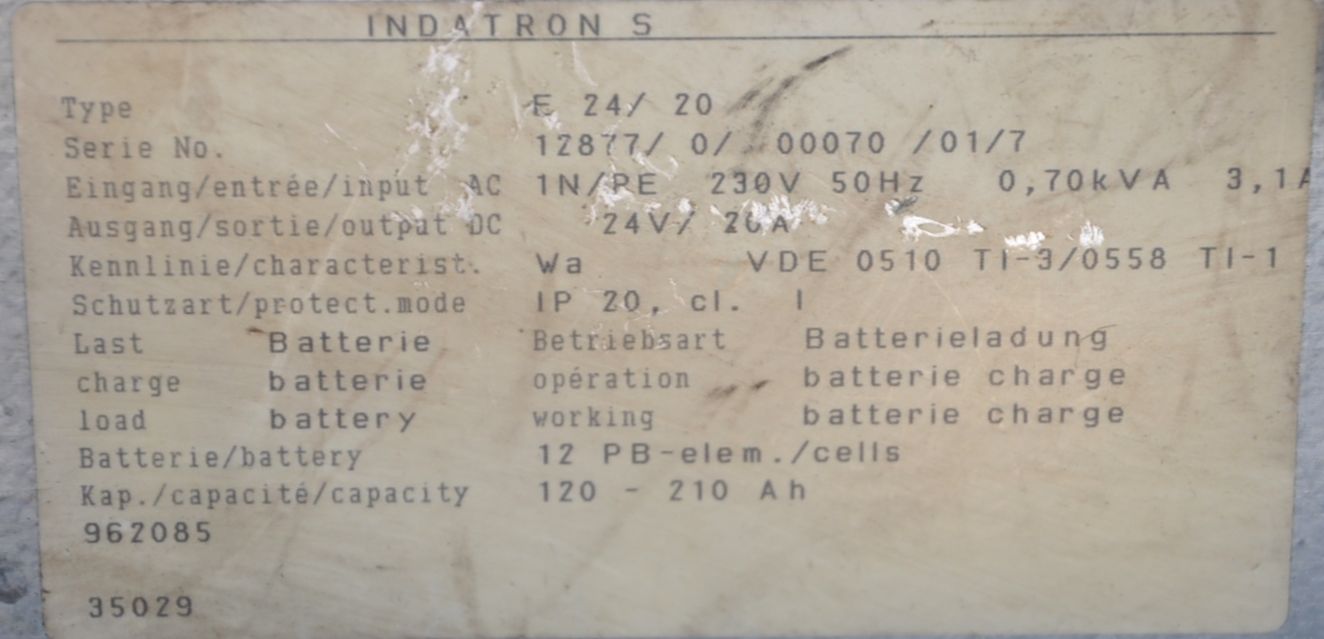 INDATRON S
Type E 24/ 20
Serie No. 12877/ 0/ 00070 /01/7
Eingang/entrée/input AC 1N/PE 230V 50Hz 0,70kVA 3,1A
Ausgang/sortie/output DC 24V/ 20A
Kennlinie/characterist. Wa VDE 0510 TI-3/0558 TI-1
Schutzart/protect.mode IP 20, cl. I
Last Batterie Betriebsart Batterieladung
charge batterie opération batterie charge
load battery working batterie charge
Batterie/battery 12 PB-elem./cells
Kap./capacité/capacity 120 - 210 Ah
962085
35029